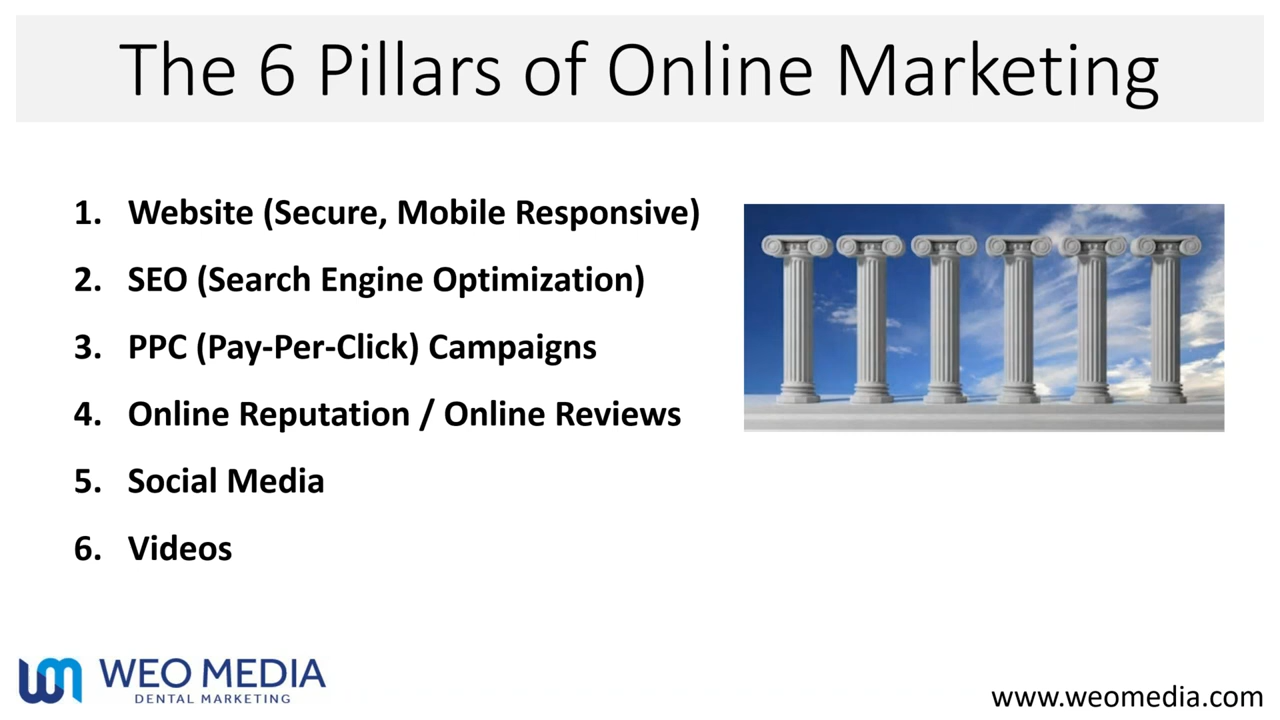 The 6 Pillars of Online Marketing
1. Website (Secure, Mobile Responsive)
2. SEO (Search Engine Optimization)
3. PPC (Pay-Per-Click) Campaigns
4. Online Reputation / Online Reviews
5. Social Media
6. Videos
WEO MEDIA
DENTAL MARKETING
www.weomedia.com